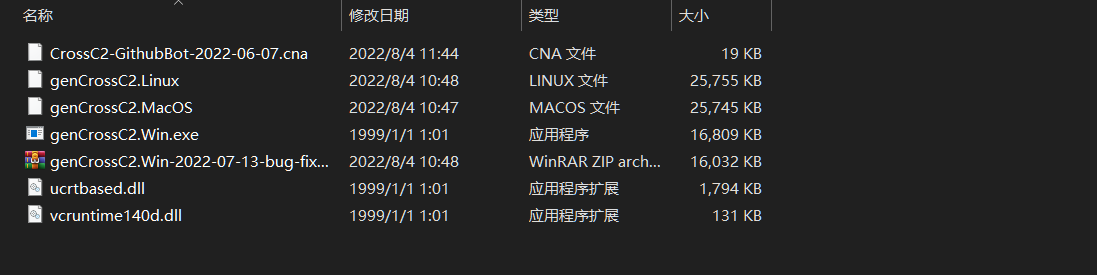 名称 修改日期 类型 大小
CrossC2-GithubBot-2022-06-07.cna 2022/8/4 11:44 CNA 文件 19 KB
genCrossC2.Linux 2022/8/4 10:48 LINUX 文件 25,755 KB
genCrossC2.MacOS 2022/8/4 10:47 MACOS 文件 25,745 KB
genCrossC2.Win.exe 1999/1/1 1:01 应用程序 16,809 KB
genCrossC2.Win-2022-07-13-bug-fix... 2022/8/4 10:48 WinRAR ZIP arch... 16,032 KB
ucrtbased.dll 1999/1/1 1:01 应用程序扩展 1,794 KB
vcruntime140d.dll 1999/1/1 1:01 应用程序扩展 131 KB